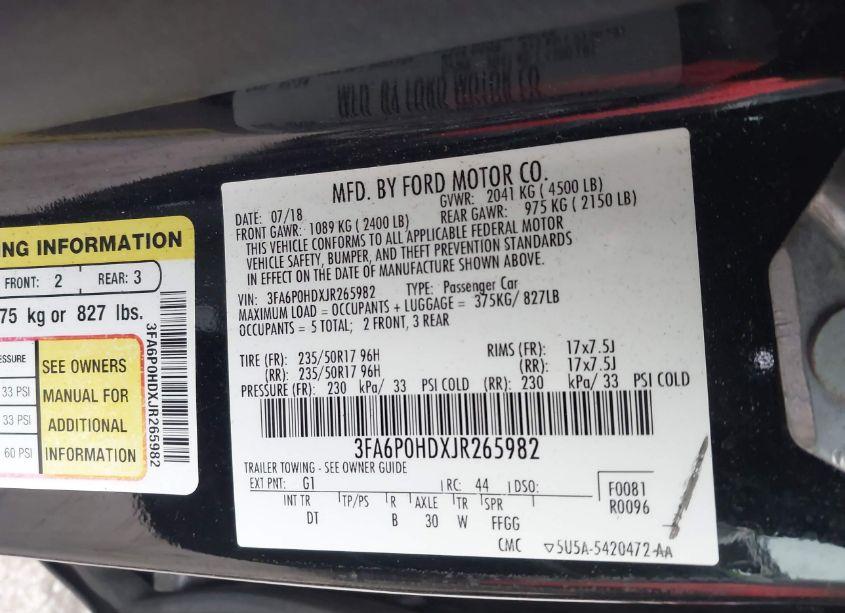 MFD. BY FORD MOTOR CO.
DATE: 07/18 GVWR: 2041 KG ( 4500 LB)
FRONT GAWR: 1089 KG ( 2400 LB) REAR GAWR: 975 KG ( 2150 LB)
THIS VEHICLE CONFORMS TO ALL APPLICABLE FEDERAL MOTOR
VEHICLE SAFETY, BUMPER, AND THEFT PREVENTION STANDARDS
IN EFFECT ON THE DATE OF MANUFACTURE SHOWN ABOVE.
VIN: 3FA6P0HDXJR265982 TYPE: Passenger Car
MAXIMUM LOAD = OCCUPANTS + LUGGAGE = 375KG/ 827LB
OCCUPANTS = 5 TOTAL; 2 FRONT, 3 REAR
TIRE (FR): 235/50R17 96H RIMS (FR): 17x7.5J
(RR): 235/50R17 96H (RR): 17x7.5J
PRESSURE (FR): 230 kPa/ 33 PSI COLD (RR): 230 kPa/ 33 PSI COLD
3FA6P0HDXJR265982
TRAILER TOWING - SEE OWNER GUIDE
EXT PNT: G1 RC: 44 DSO:
INT TR TP/PS R AXLE TR SPR
DT B 30 W FFGG
F0081
R0096
CMC ▽5U5A-5420472-AA
NG INFORMATION
FRONT: 2 REAR: 3
75 kg or 827 lbs.
ESSURE
33 PSI
33 PSI
60 PSI
SEE OWNERS
MANUAL FOR
ADDITIONAL
INFORMATION
3FA6P0HDXJR265982